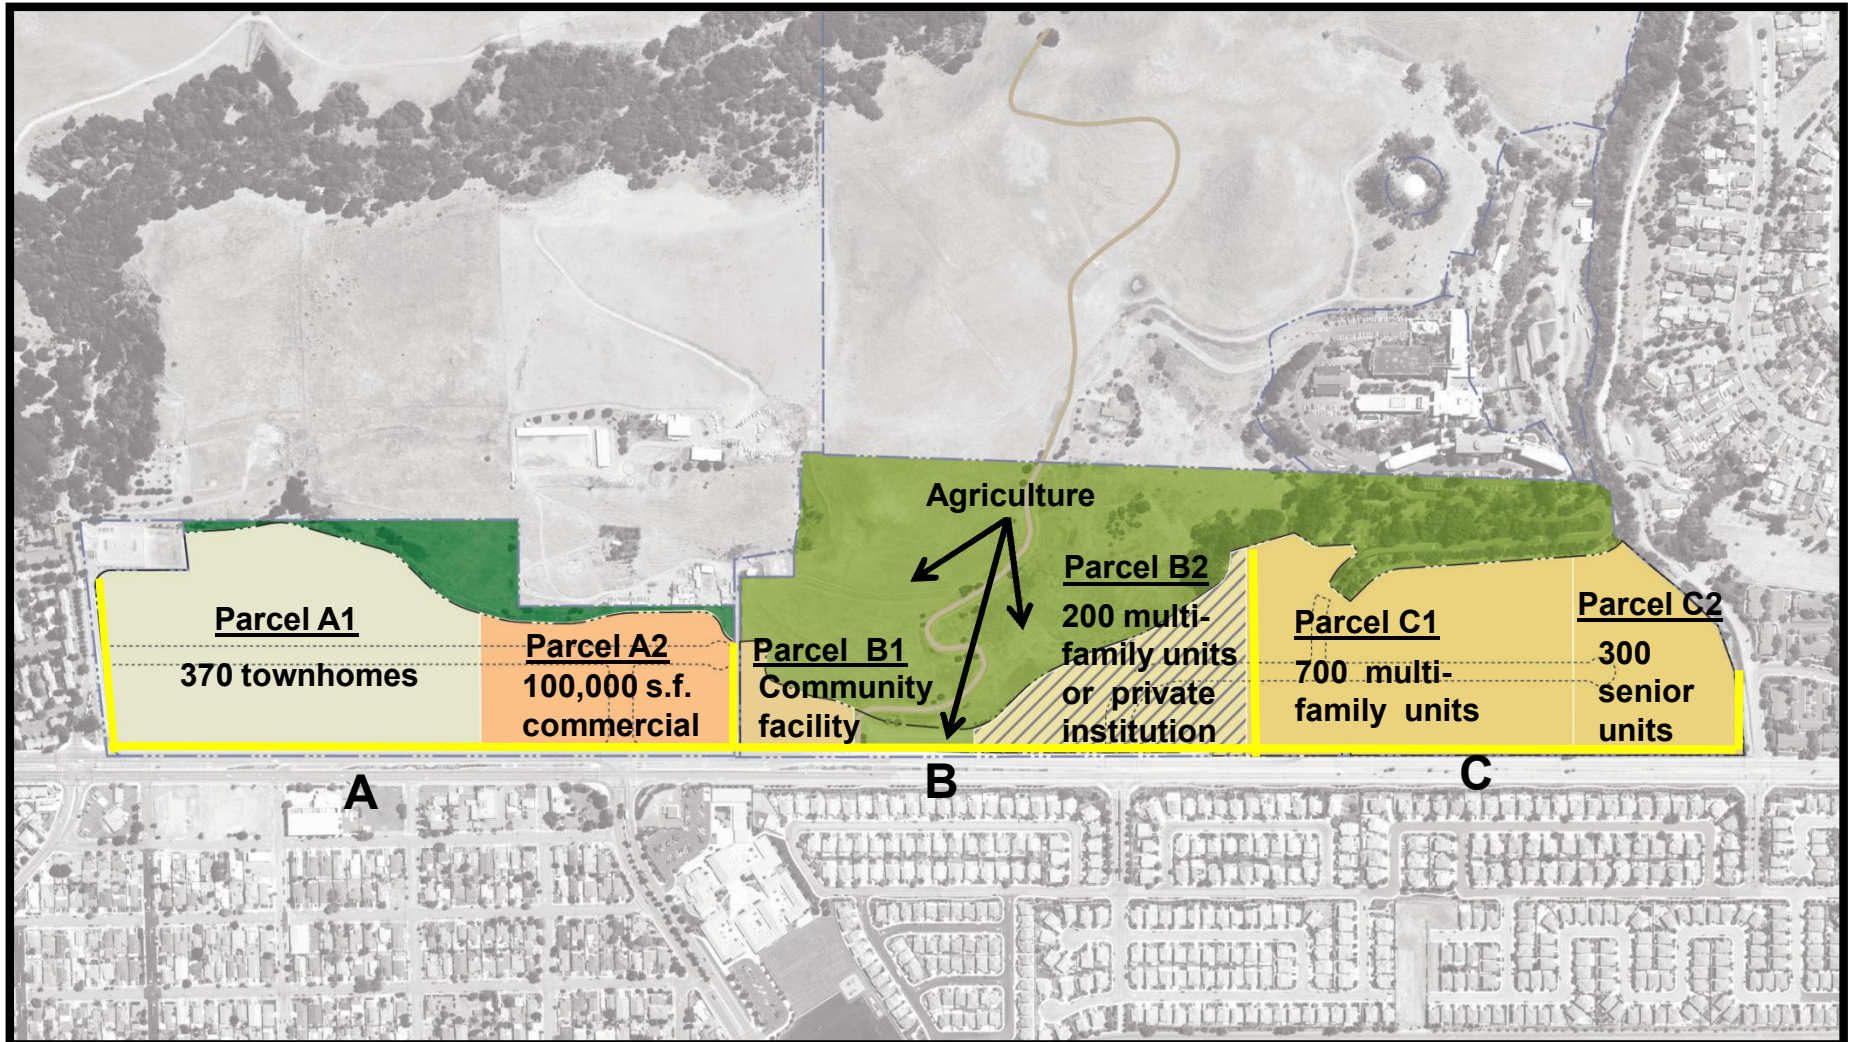 Agriculture
Parcel A1
370 townhomes
Parcel A2
100,000 s.f.
commercial
Parcel B1
Community
facility
Parcel B2
200 multi-
family units
or private
institution
Parcel C1
700 multi-
family units
Parcel C2
300
senior
units
A
B
C